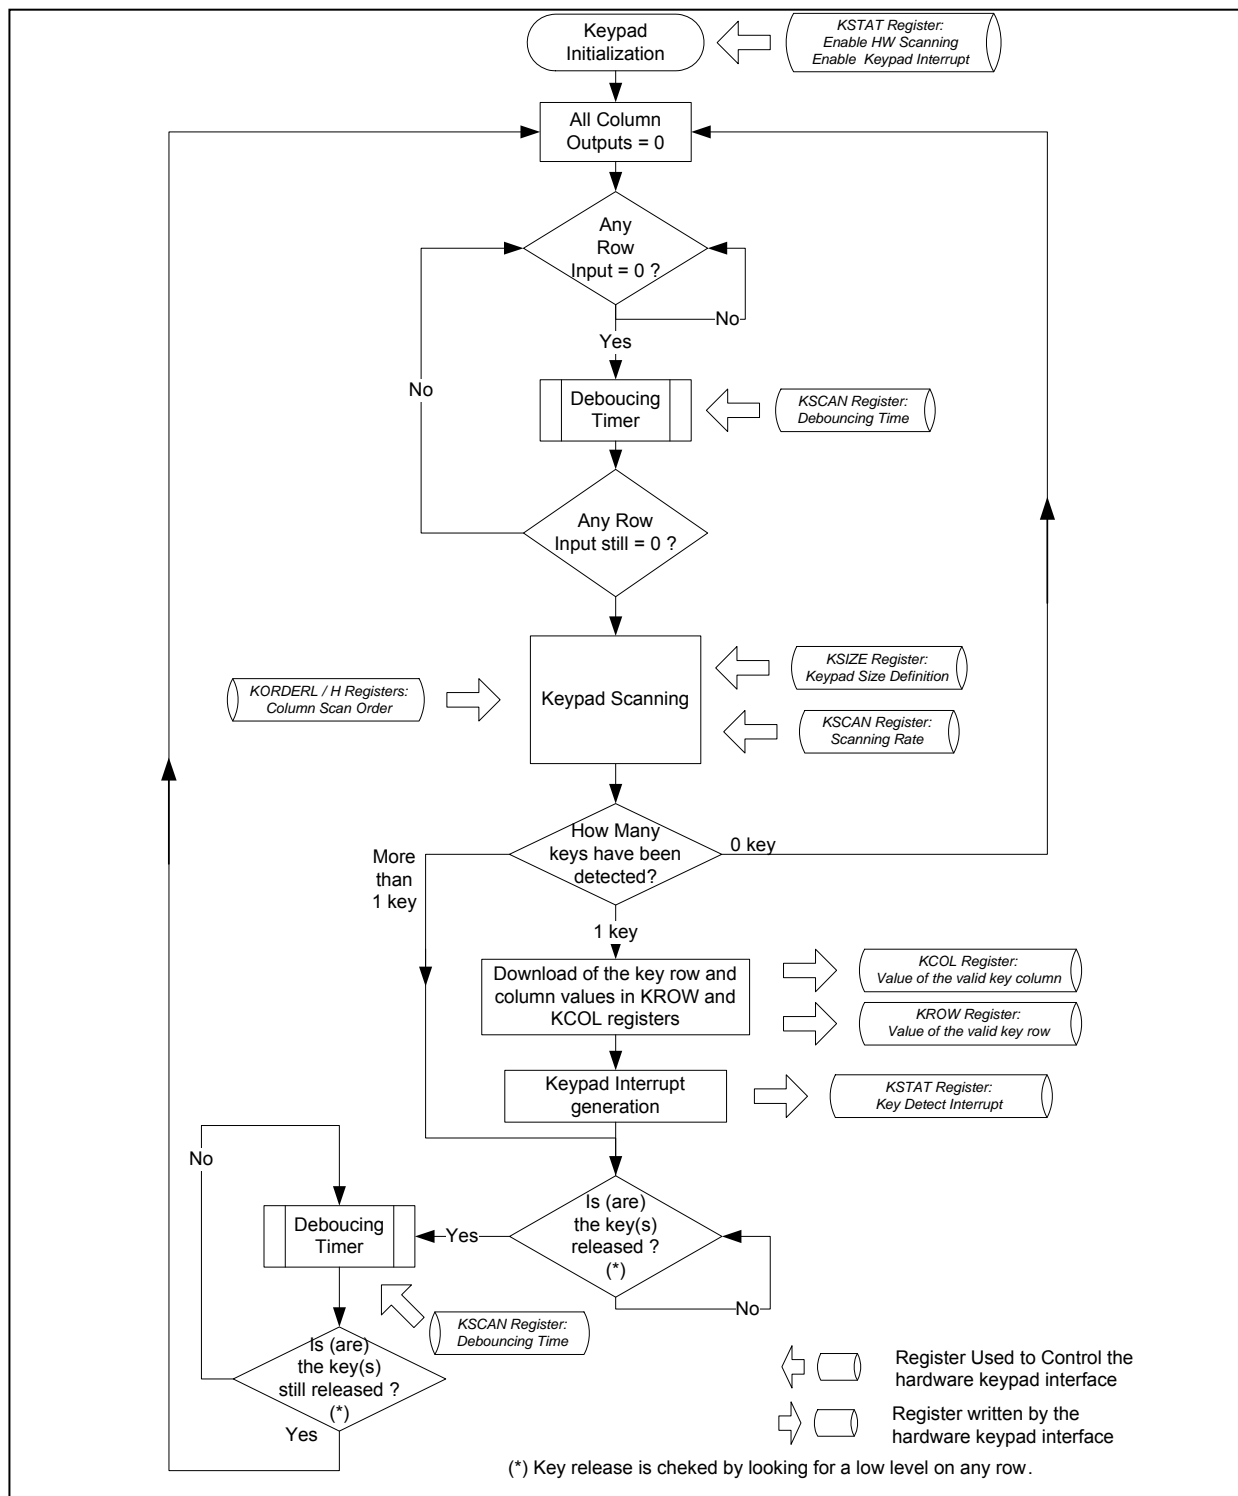 Keypad
Initialization
KSTAT Register:
Enable HW Scanning
Enable Keypad Interrupt
All Column
Outputs = 0
Any
Row
Input = 0 ?
No
Yes
No
Deboucing
Timer
KSCAN Register:
Debouncing Time
Any Row
Input still = 0 ?
KORDERL / H Registers:
Column Scan Order
Keypad Scanning
KSIZE Register:
Keypad Size Definition
KSCAN Register:
Scanning Rate
How Many
keys have been
detected?
0 key
More
than
1 key
1 key
Download of the key row and
column values in KROW and
KCOL registers
KCOL Register:
Value of the valid key column
KROW Register:
Value of the valid key row
Keypad Interrupt
generation
KSTAT Register:
Key Detect Interrupt
No
Deboucing
Timer
Yes
Is (are)
the key(s)
released ?
(*)
No
KSCAN Register:
Debouncing Time
Is (are)
the key(s)
still released ?
(*)
Yes
Register Used to Control the
hardware keypad interface
Register written by the
hardware keypad interface
(*) Key release is cheked by looking for a low level on any row.